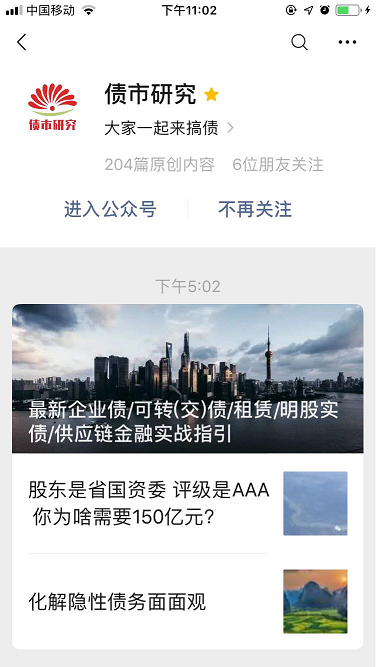 中国移动
下午11:02
债市研究
债市研究
大家一起来搞债
204篇原创内容 6位朋友关注
进入公众号
不再关注
下午5:02
最新企业债/可转(交)债/租赁/明股实
债/供应链金融实战指引
股东是省国资委 评级是AAA
你为啥需要150亿元?
化解隐性债务面面观